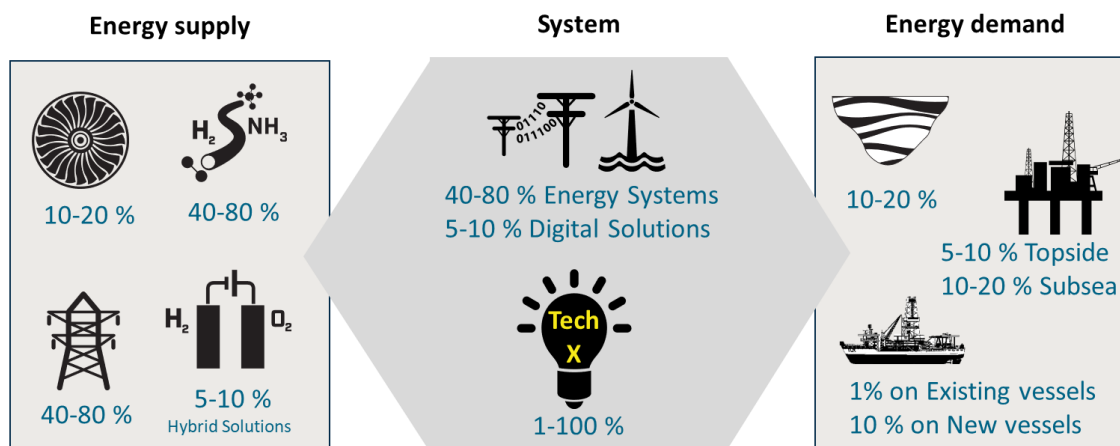 Energy supply
System
Energy demand
H₂
NH₃
10-20 %
40-80 %
H₂
O₂
40-80 %
5-10 %
Hybrid Solutions
01110
011100
40-80 % Energy Systems
5-10 % Digital Solutions
Tech
X
1-100 %
10-20 %
5-10 % Topside
10-20 % Subsea
1% on Existing vessels
10 % on New vessels